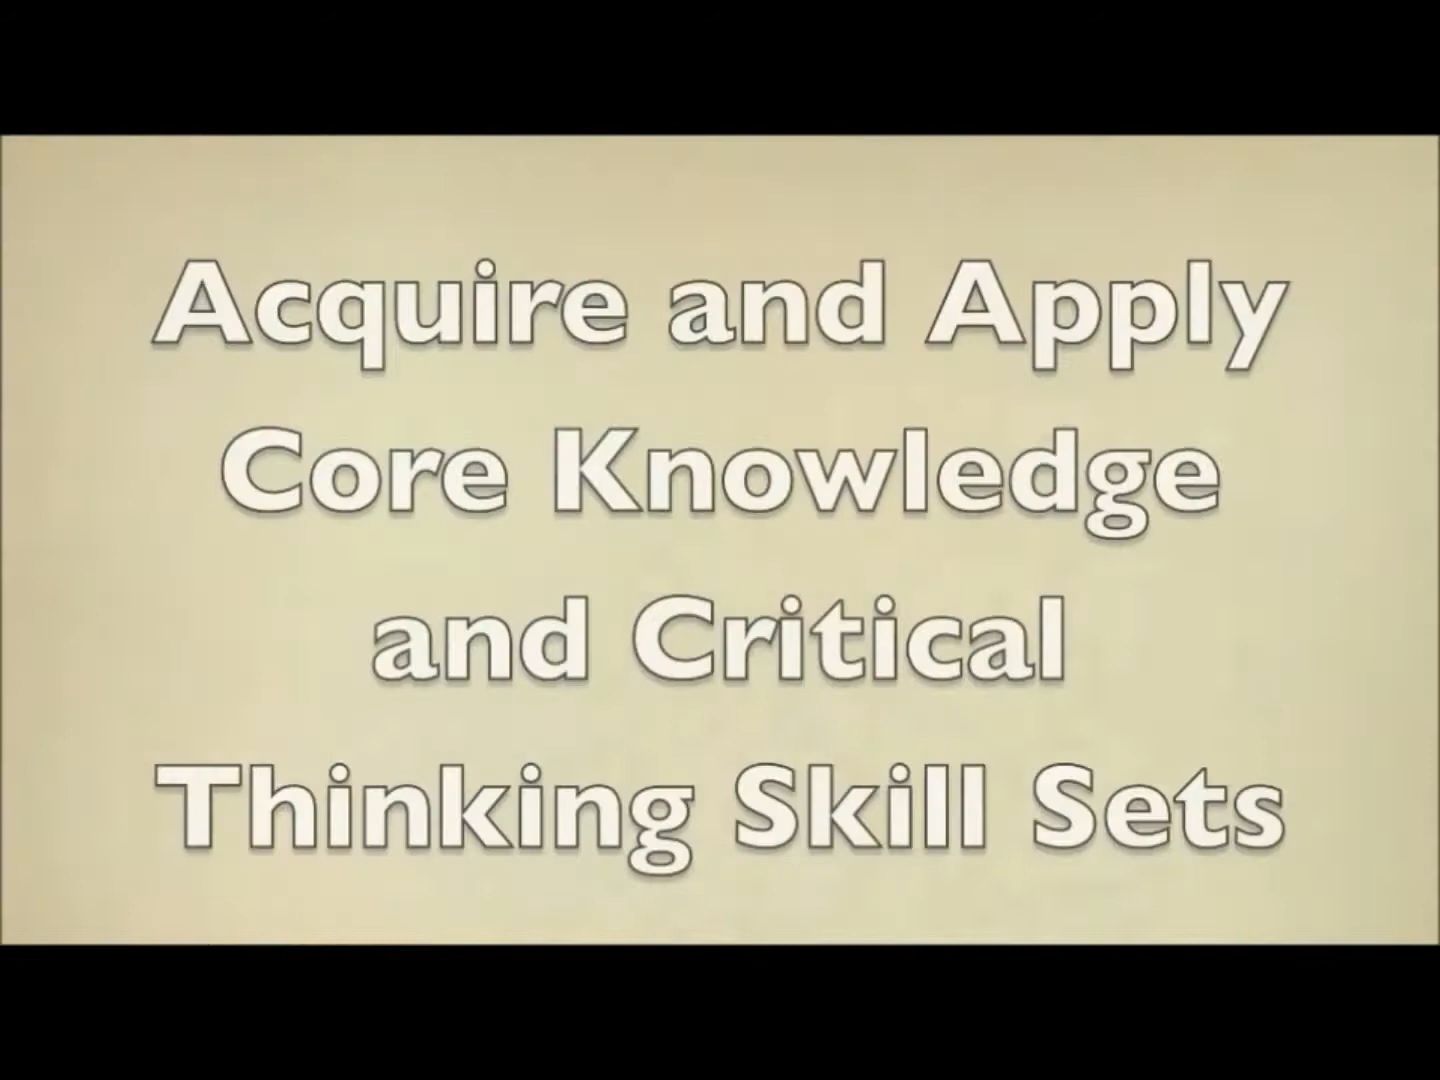 Acquire and Apply
Core Knowledge
and Critical
Thinking Skill Sets